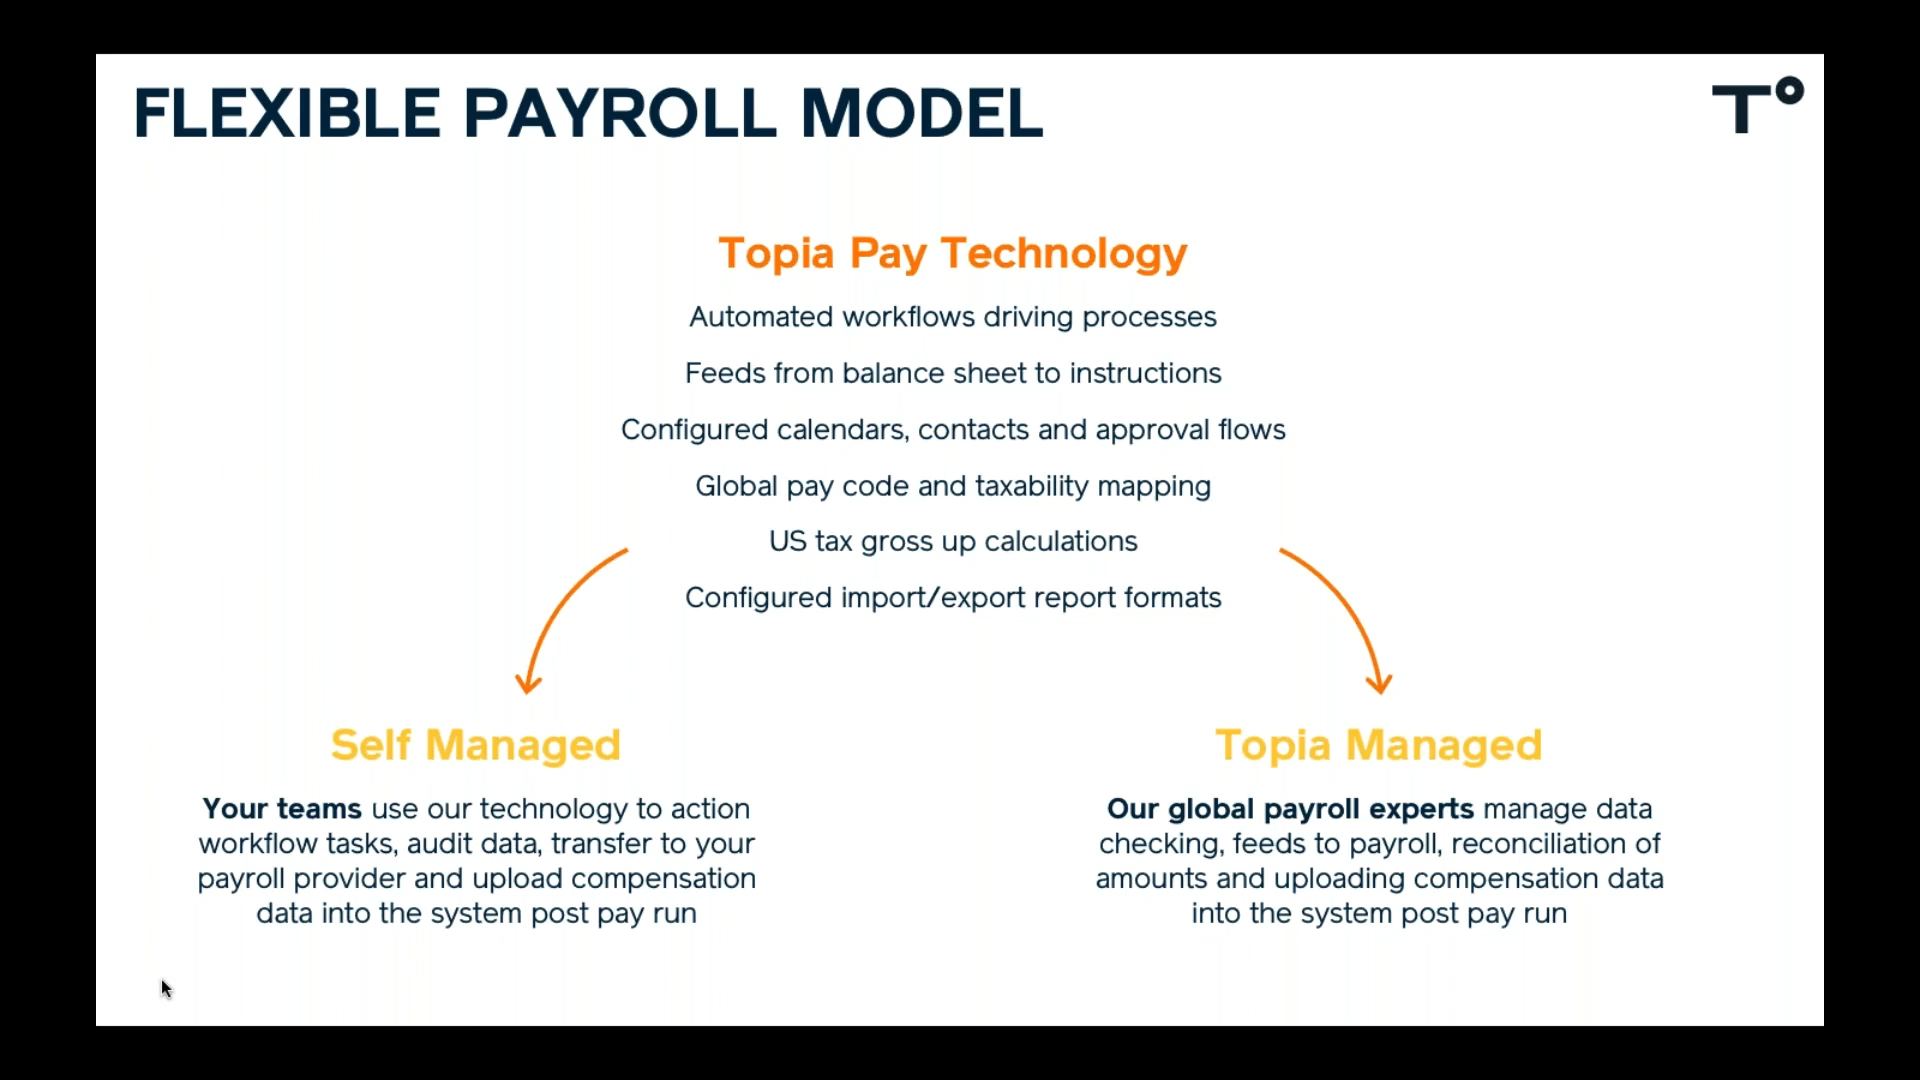 FLEXIBLE PAYROLL MODEL
T°
Topia Pay Technology
Automated workflows driving processes
Feeds from balance sheet to instructions
Configured calendars, contacts and approval flows
Global pay code and taxability mapping
US tax gross up calculations
Configured import/export report formats
Self Managed
Your teams use our technology to action
workflow tasks, audit data, transfer to your
payroll provider and upload compensation
data into the system post pay run
Topia Managed
Our global payroll experts manage data
checking, feeds to payroll, reconciliation of
amounts and uploading compensation data
into the system post pay run